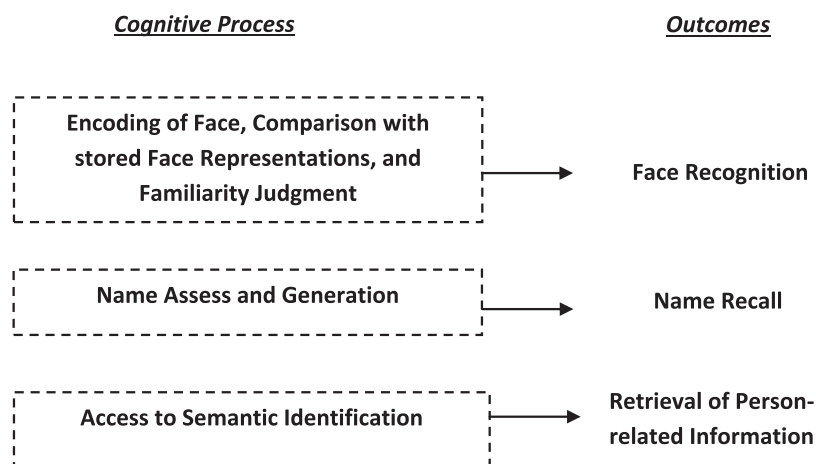 Cognitive Process
Outcomes
Encoding of Face, Comparison with
stored Face Representations, and
Familiarity Judgment
Face Recognition
Name Assess and Generation
Name Recall
Access to Semantic Identification
Retrieval of Person-
related Information